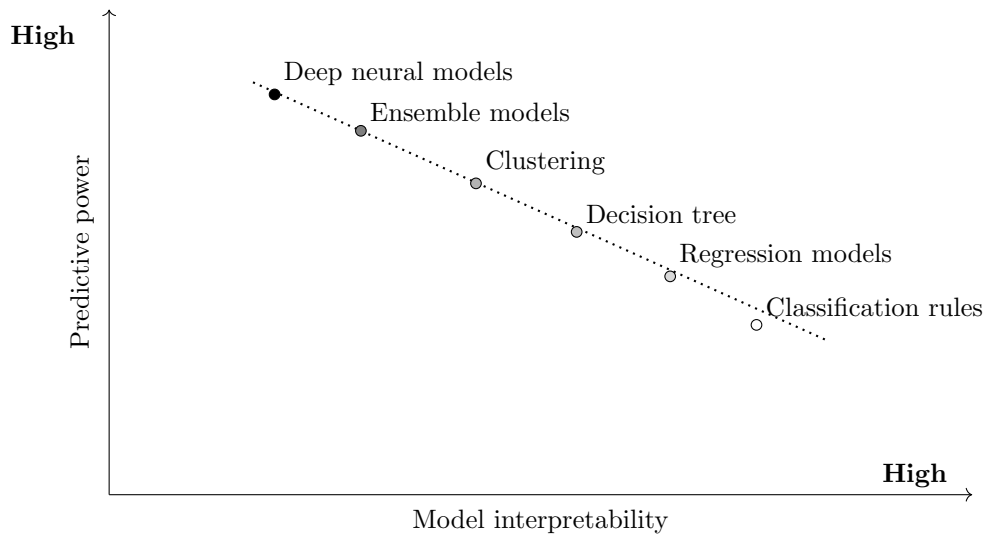 High
Deep neural models
Ensemble models
Clustering
Decision tree
Regression models
Classification rules
Predictive power
High
Model interpretability